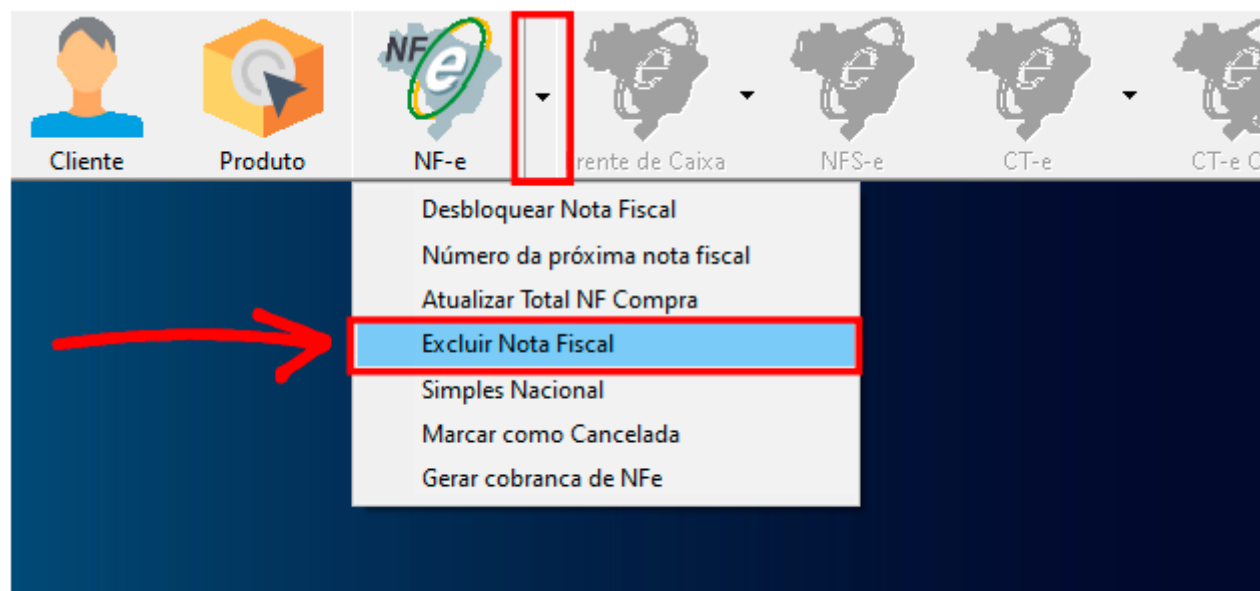 NF e
Cliente
Produto
NF-e
rente de Caixa
NFS-e
CT-e
CT-e
Desbloquear Nota Fiscal
Número da próxima nota fiscal
Atualizar Total NF Compra
Excluir Nota Fiscal
Simples Nacional
Marcar como Cancelada
Gerar cobranca de NFe